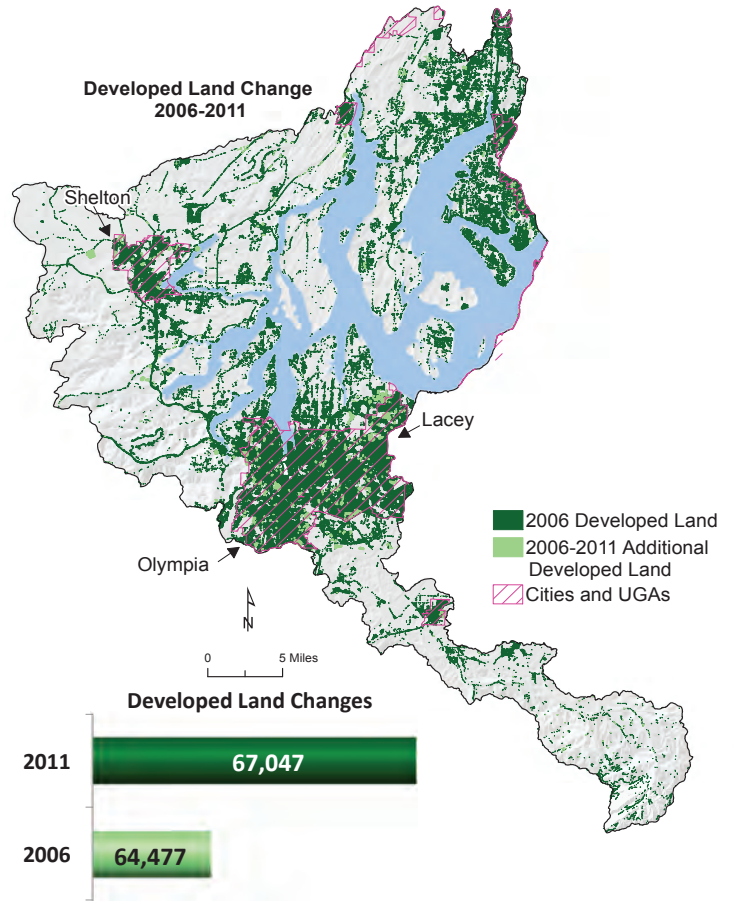 Developed Land Change
2006-2011
Shelton
Lacey
Olympia
2006 Developed Land
2006-2011 Additional
Developed Land
Cities and UGAs
N
0
5 Miles
Developed Land Changes
2011
67,047
2006
64,477